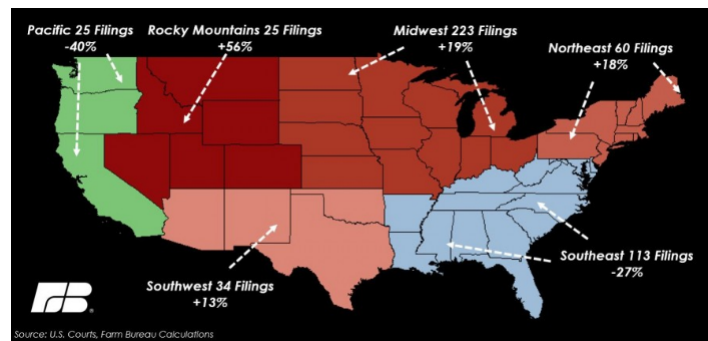 Pacific 25 Filings
-40%
Rocky Mountains 25 Filings
+56%
Midwest 223 Filings
+19%
Northeast 60 Filings
+18%
Southwest 34 Filings
+13%
Southeast 113 Filings
-27%
FB®
Source: U.S. Courts, Farm Bureau Calculations